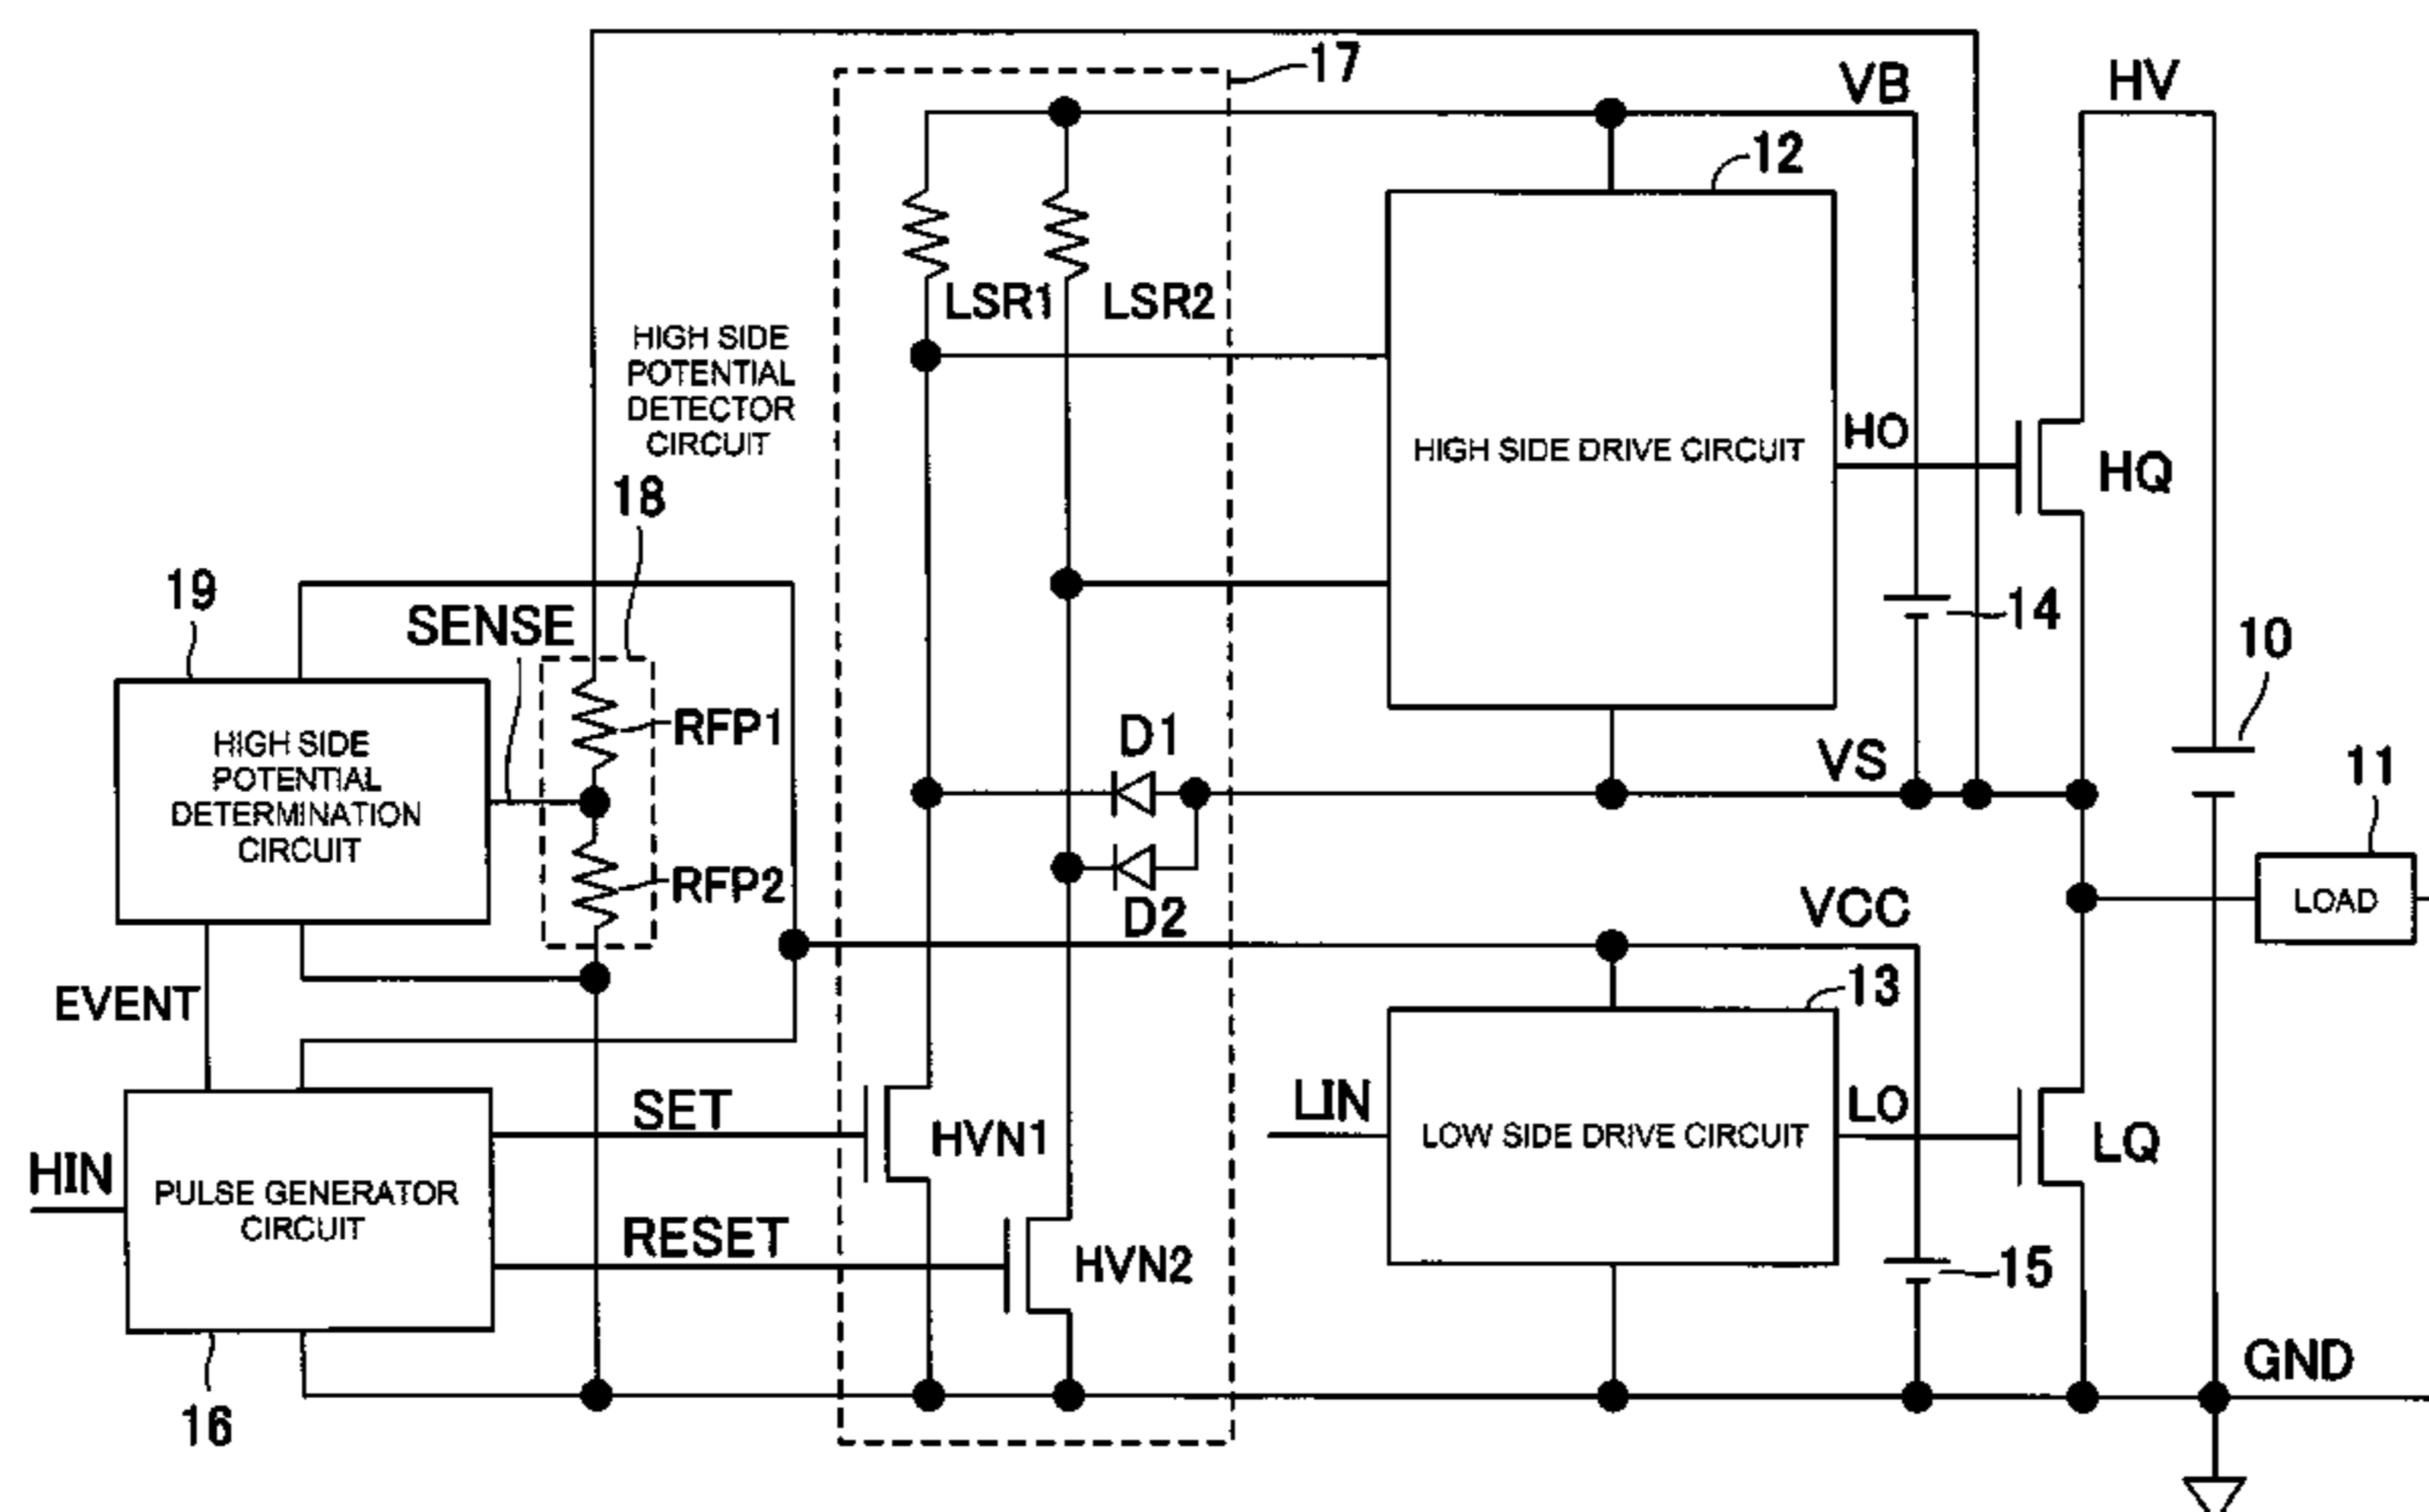 17
VB
HV
12
LSR1
LSR2
HIGH SIDE
POTENTIAL
DETECTOR
CIRCUIT
HIGH SIDE DRIVE CIRCUIT
HO
HQ
18
19
SENSE
14
10
RFP1
HIGH SIDE
POTENTIAL
DETERMINATION
CIRCUIT
D1
VS
11
RFP2
D2
VCC
LOAD
EVENT
13
SET
HVN1
LIN
LOW SIDE DRIVE CIRCUIT
LO
LQ
HIN
PULSE GENERATOR
CIRCUIT
RESET
HVN2
15
16
GND